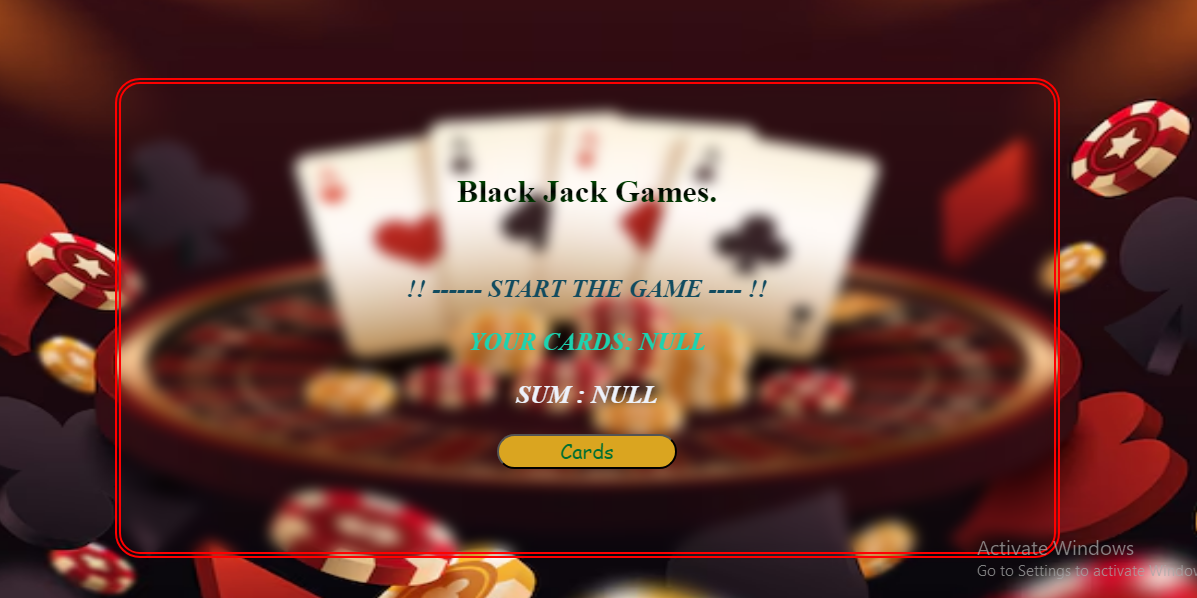 Black Jack Games.
!! ------ START THE GAME ---- !!
YOUR CARDS: NULL
SUM : NULL
Cards
Activate Windows
Go to Settings to activate Window